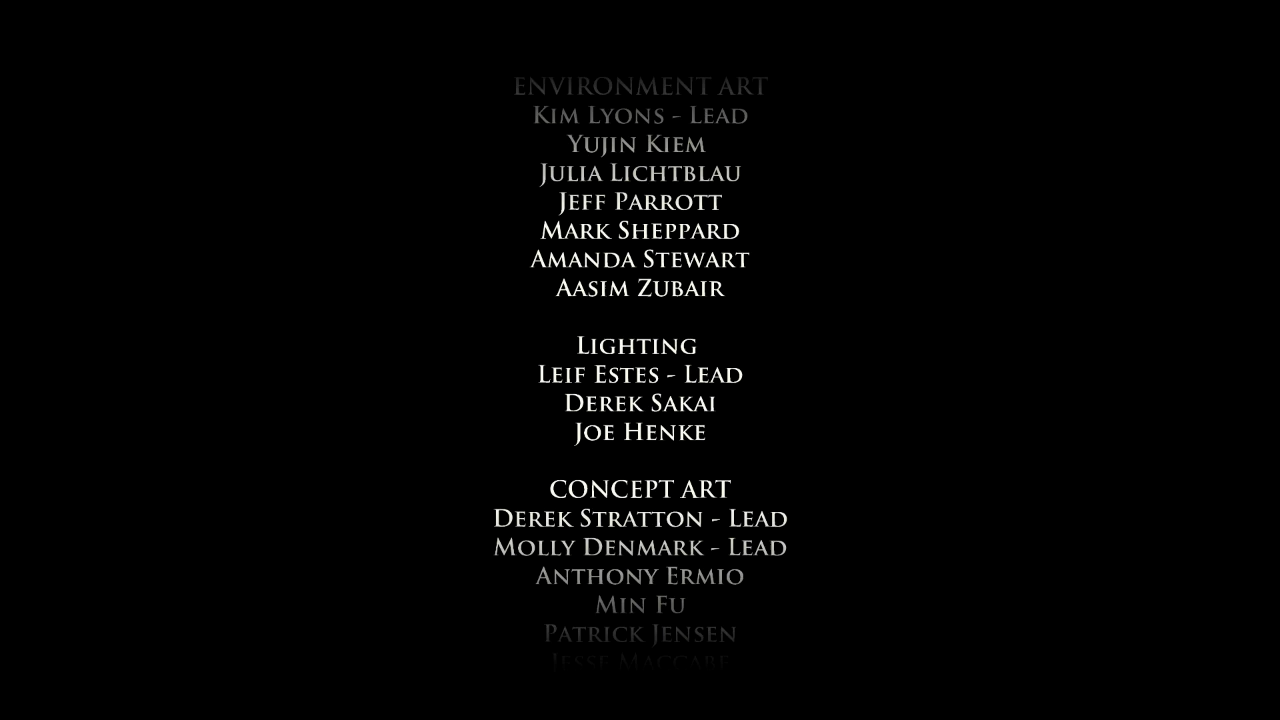 ENVIRONMENT ART
KIM LYONS - LEAD
YUJIN KIEM
JULIA LICHTBLAU
JEFF PARROTT
MARK SHEPPARD
AMANDA STEWART
AASIM ZUBAIR
LIGHTING
LEIF ESTES - LEAD
DEREK SAKAI
JOE HENKE
CONCEPT ART
DEREK STRATTON - LEAD
MOLLY DENMARK - LEAD
ANTHONY ERMIO
MIN FU
PATRICK JENSEN
JESSE